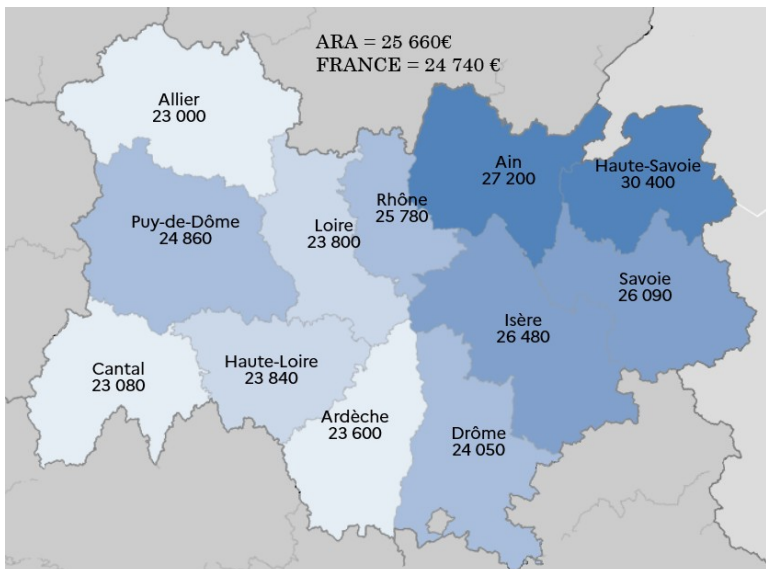 ARA = 25 660€
FRANCE = 24 740 €
Allier
23 000
Ain
27 200
Haute-Savoie
30 400
Rhône
25 780
Puy-de-Dôme
24 860
Loire
23 800
Savoie
26 090
Isère
26 480
Cantal
23 080
Haute-Loire
23 840
Ardèche
23 600
Drôme
24 050